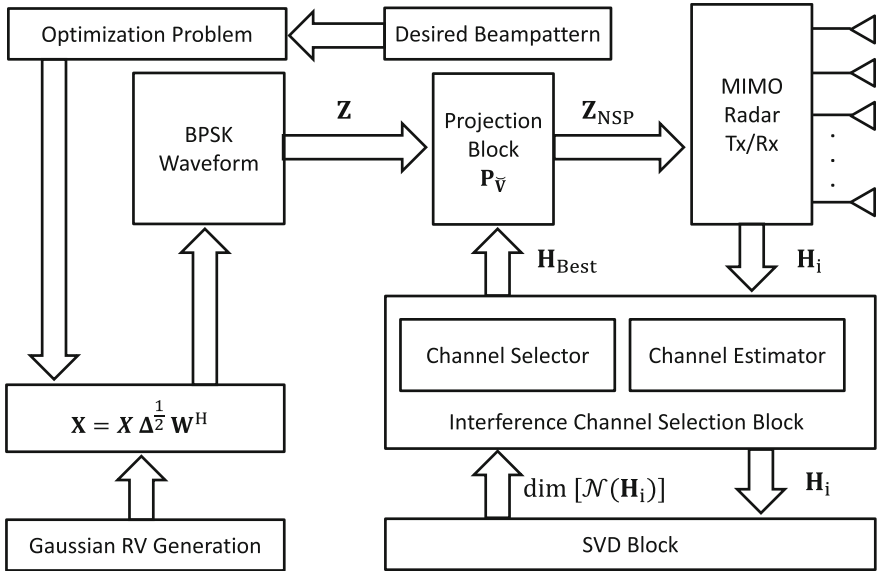 Optimization Problem
Desired Beampattern
BPSK
Waveform
Z
Projection
Block
P_V̆
Z_NSP
MIMO
Radar
Tx/Rx
H_Best
H_i
Channel Selector
Channel Estimator
Interference Channel Selection Block
X = X Δ^{1/2} W^H
dim [𝒩(H_i)]
H_i
Gaussian RV Generation
SVD Block